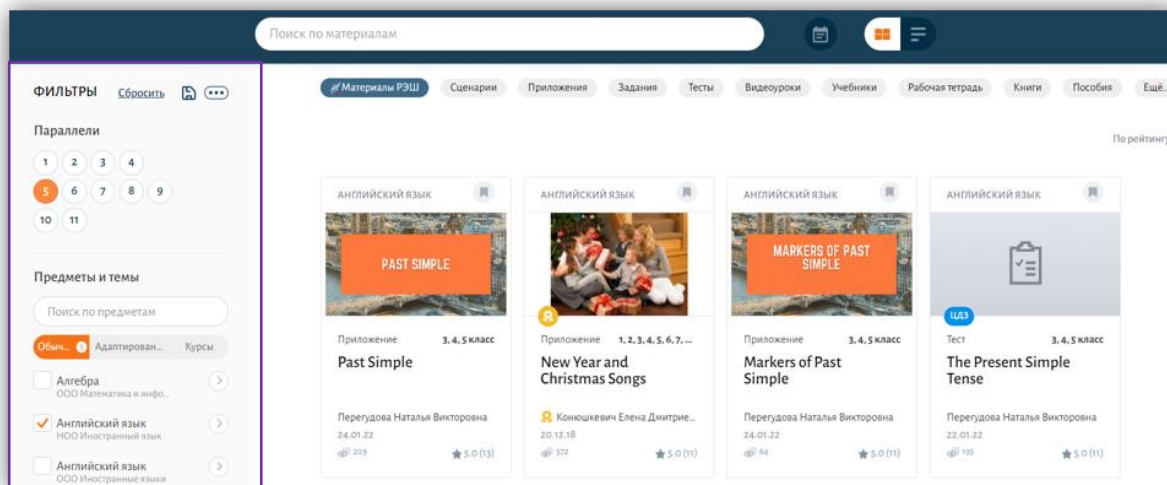 Поиск по материалам
ФИЛЬТРЫ Сбросить
Параллели
1 2 3 4
5 6 7 8 9
10 11
Предметы и темы
Поиск по предметам
Обыч... 1 Адаптирован... Курсы
Алгебра
ООО Математика и инфо...
Английский язык
НОО Иностранный язык
Английский язык
ООО Иностранные языки
Материалы РЭШ Сценарии Приложения Задания Тесты Видеоуроки Учебники Рабочая тетрадь Книги Пособия Ещё..
По рейтингу
АНГЛИЙСКИЙ ЯЗЫК
PAST SIMPLE
Приложение 3, 4, 5 класс
Past Simple
Перегудова Наталья Викторовна
24.01.22
203 5.0 (13)
АНГЛИЙСКИЙ ЯЗЫК
Приложение 1, 2, 3, 4, 5, 6, 7, ...
New Year and
Christmas Songs
Конюшкевич Елена Дмитрие...
20.12.18
572 5.0 (11)
АНГЛИЙСКИЙ ЯЗЫК
MARKERS OF PAST
SIMPLE
Приложение 3, 4, 5 класс
Markers of Past
Simple
Перегудова Наталья Викторовна
24.01.22
64 5.0 (11)
АНГЛИЙСКИЙ ЯЗЫК
ЦДЗ
Тест 3, 4, 5 класс
The Present Simple
Tense
Перегудова Наталья Викторовна
22.01.22
135 5.0 (11)